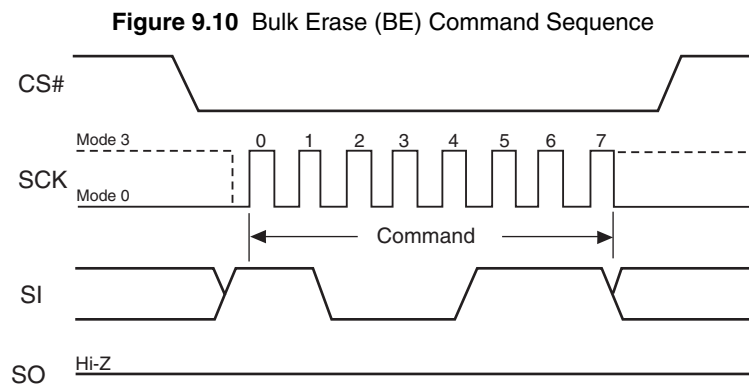 Figure 9.10 Bulk Erase (BE) Command Sequence
CS#
Mode 3
0 1 2 3 4 5 6 7
SCK
Mode 0
Command
SI
Hi-Z
SO